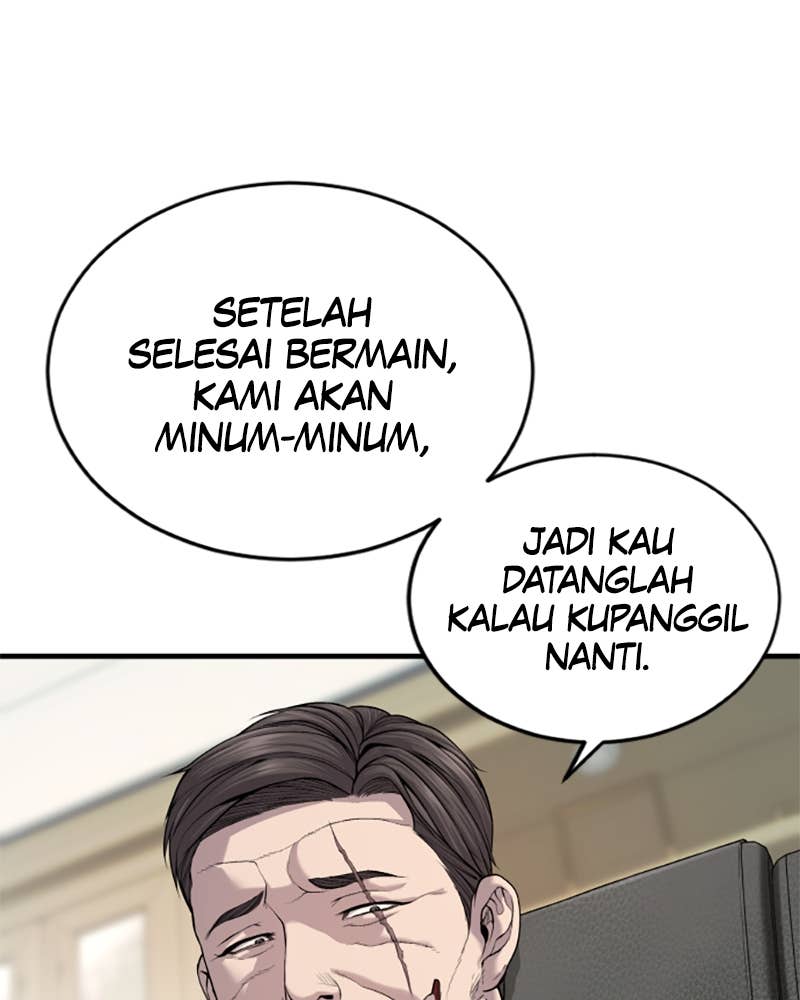 SETELAH
SELESAI BERMAIN,
KAMI AKAN
MINUM-MINUM,
JADI KAU
DATANGLAH
KALAU KUPANGGIL
NANTI.